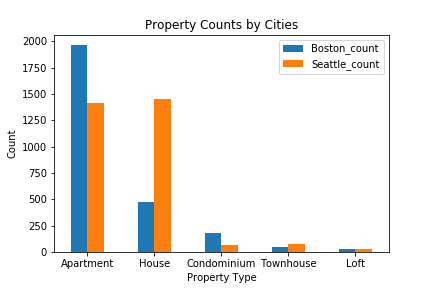 Property Counts by Cities
Boston_count
Seattle_count
2000
1750
1500
1250
1000
750
500
250
0
Count
Apartment House Condominium Townhouse Loft
Property Type